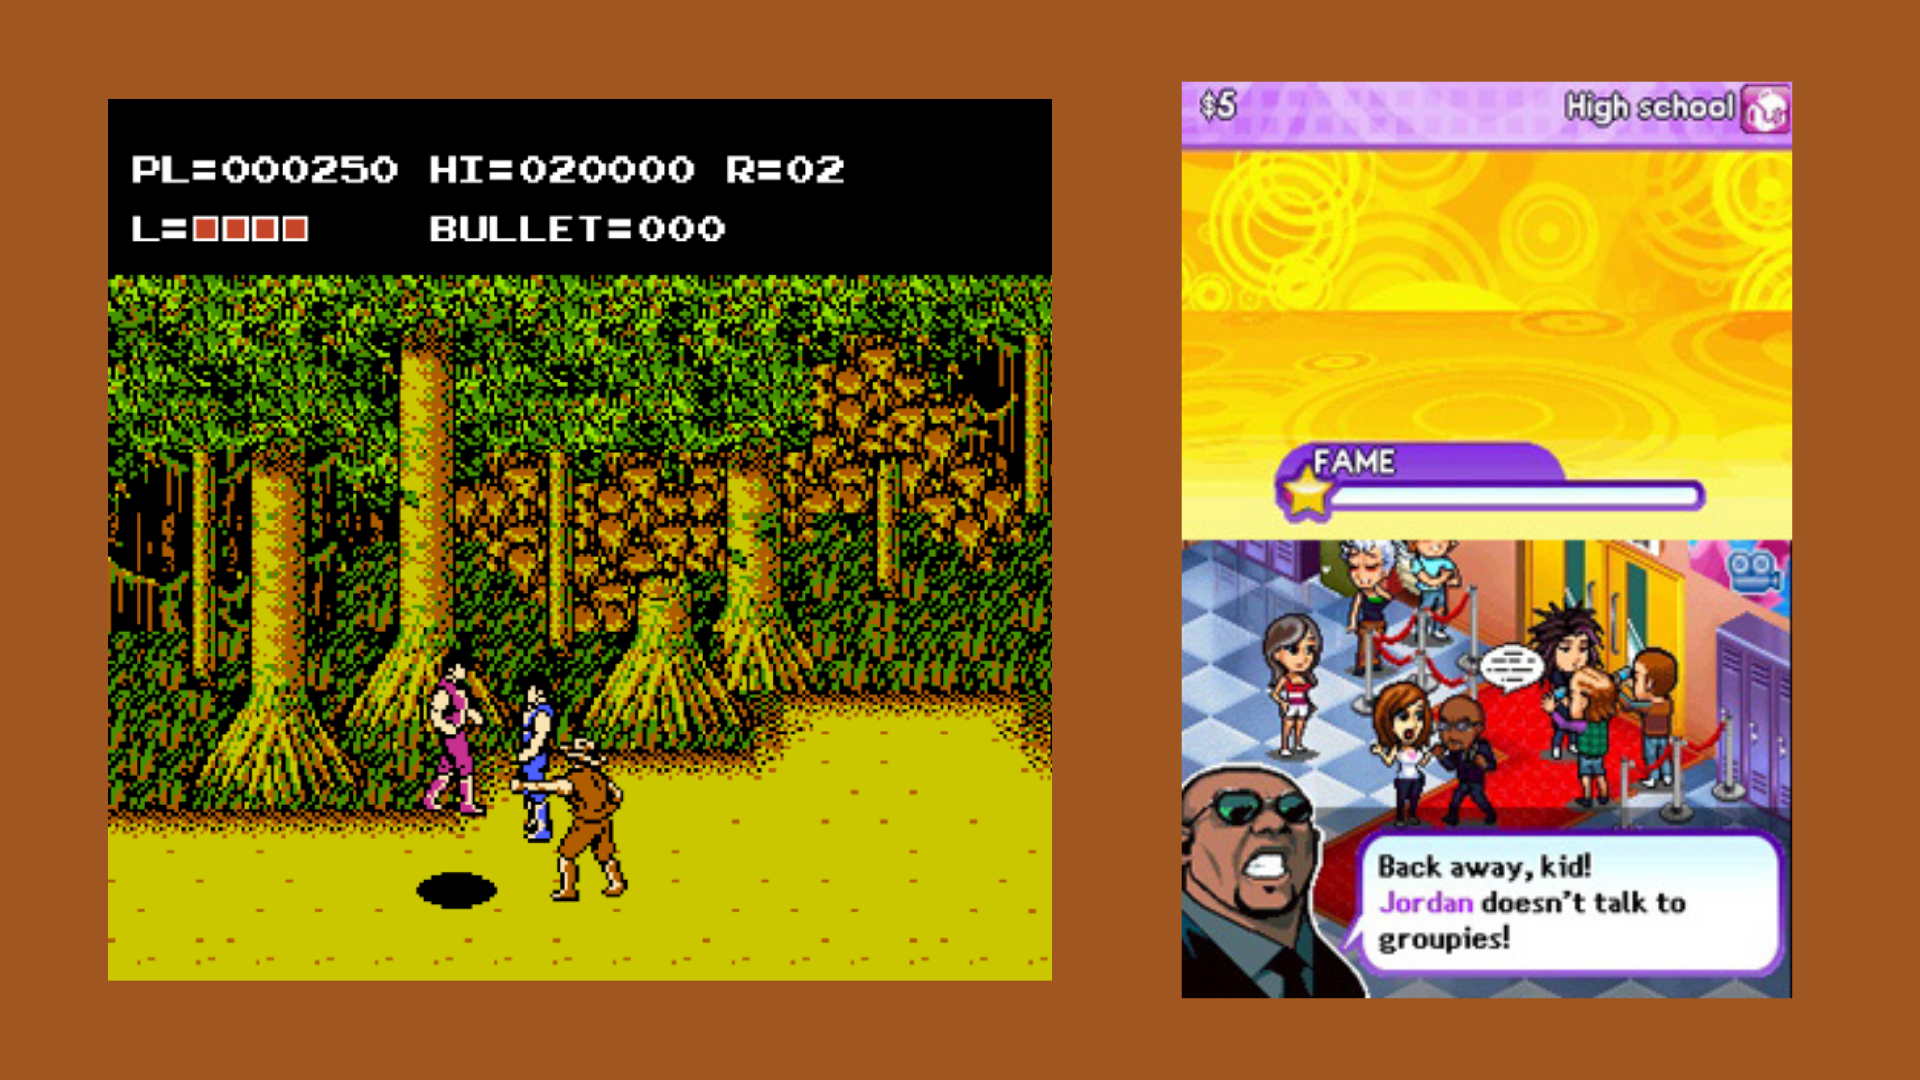 PL=000250 HI=020000 R=02
L= BULLET=000
$5 High school
FAME
Back away, kid!
Jordan doesn't talk to
groupies!